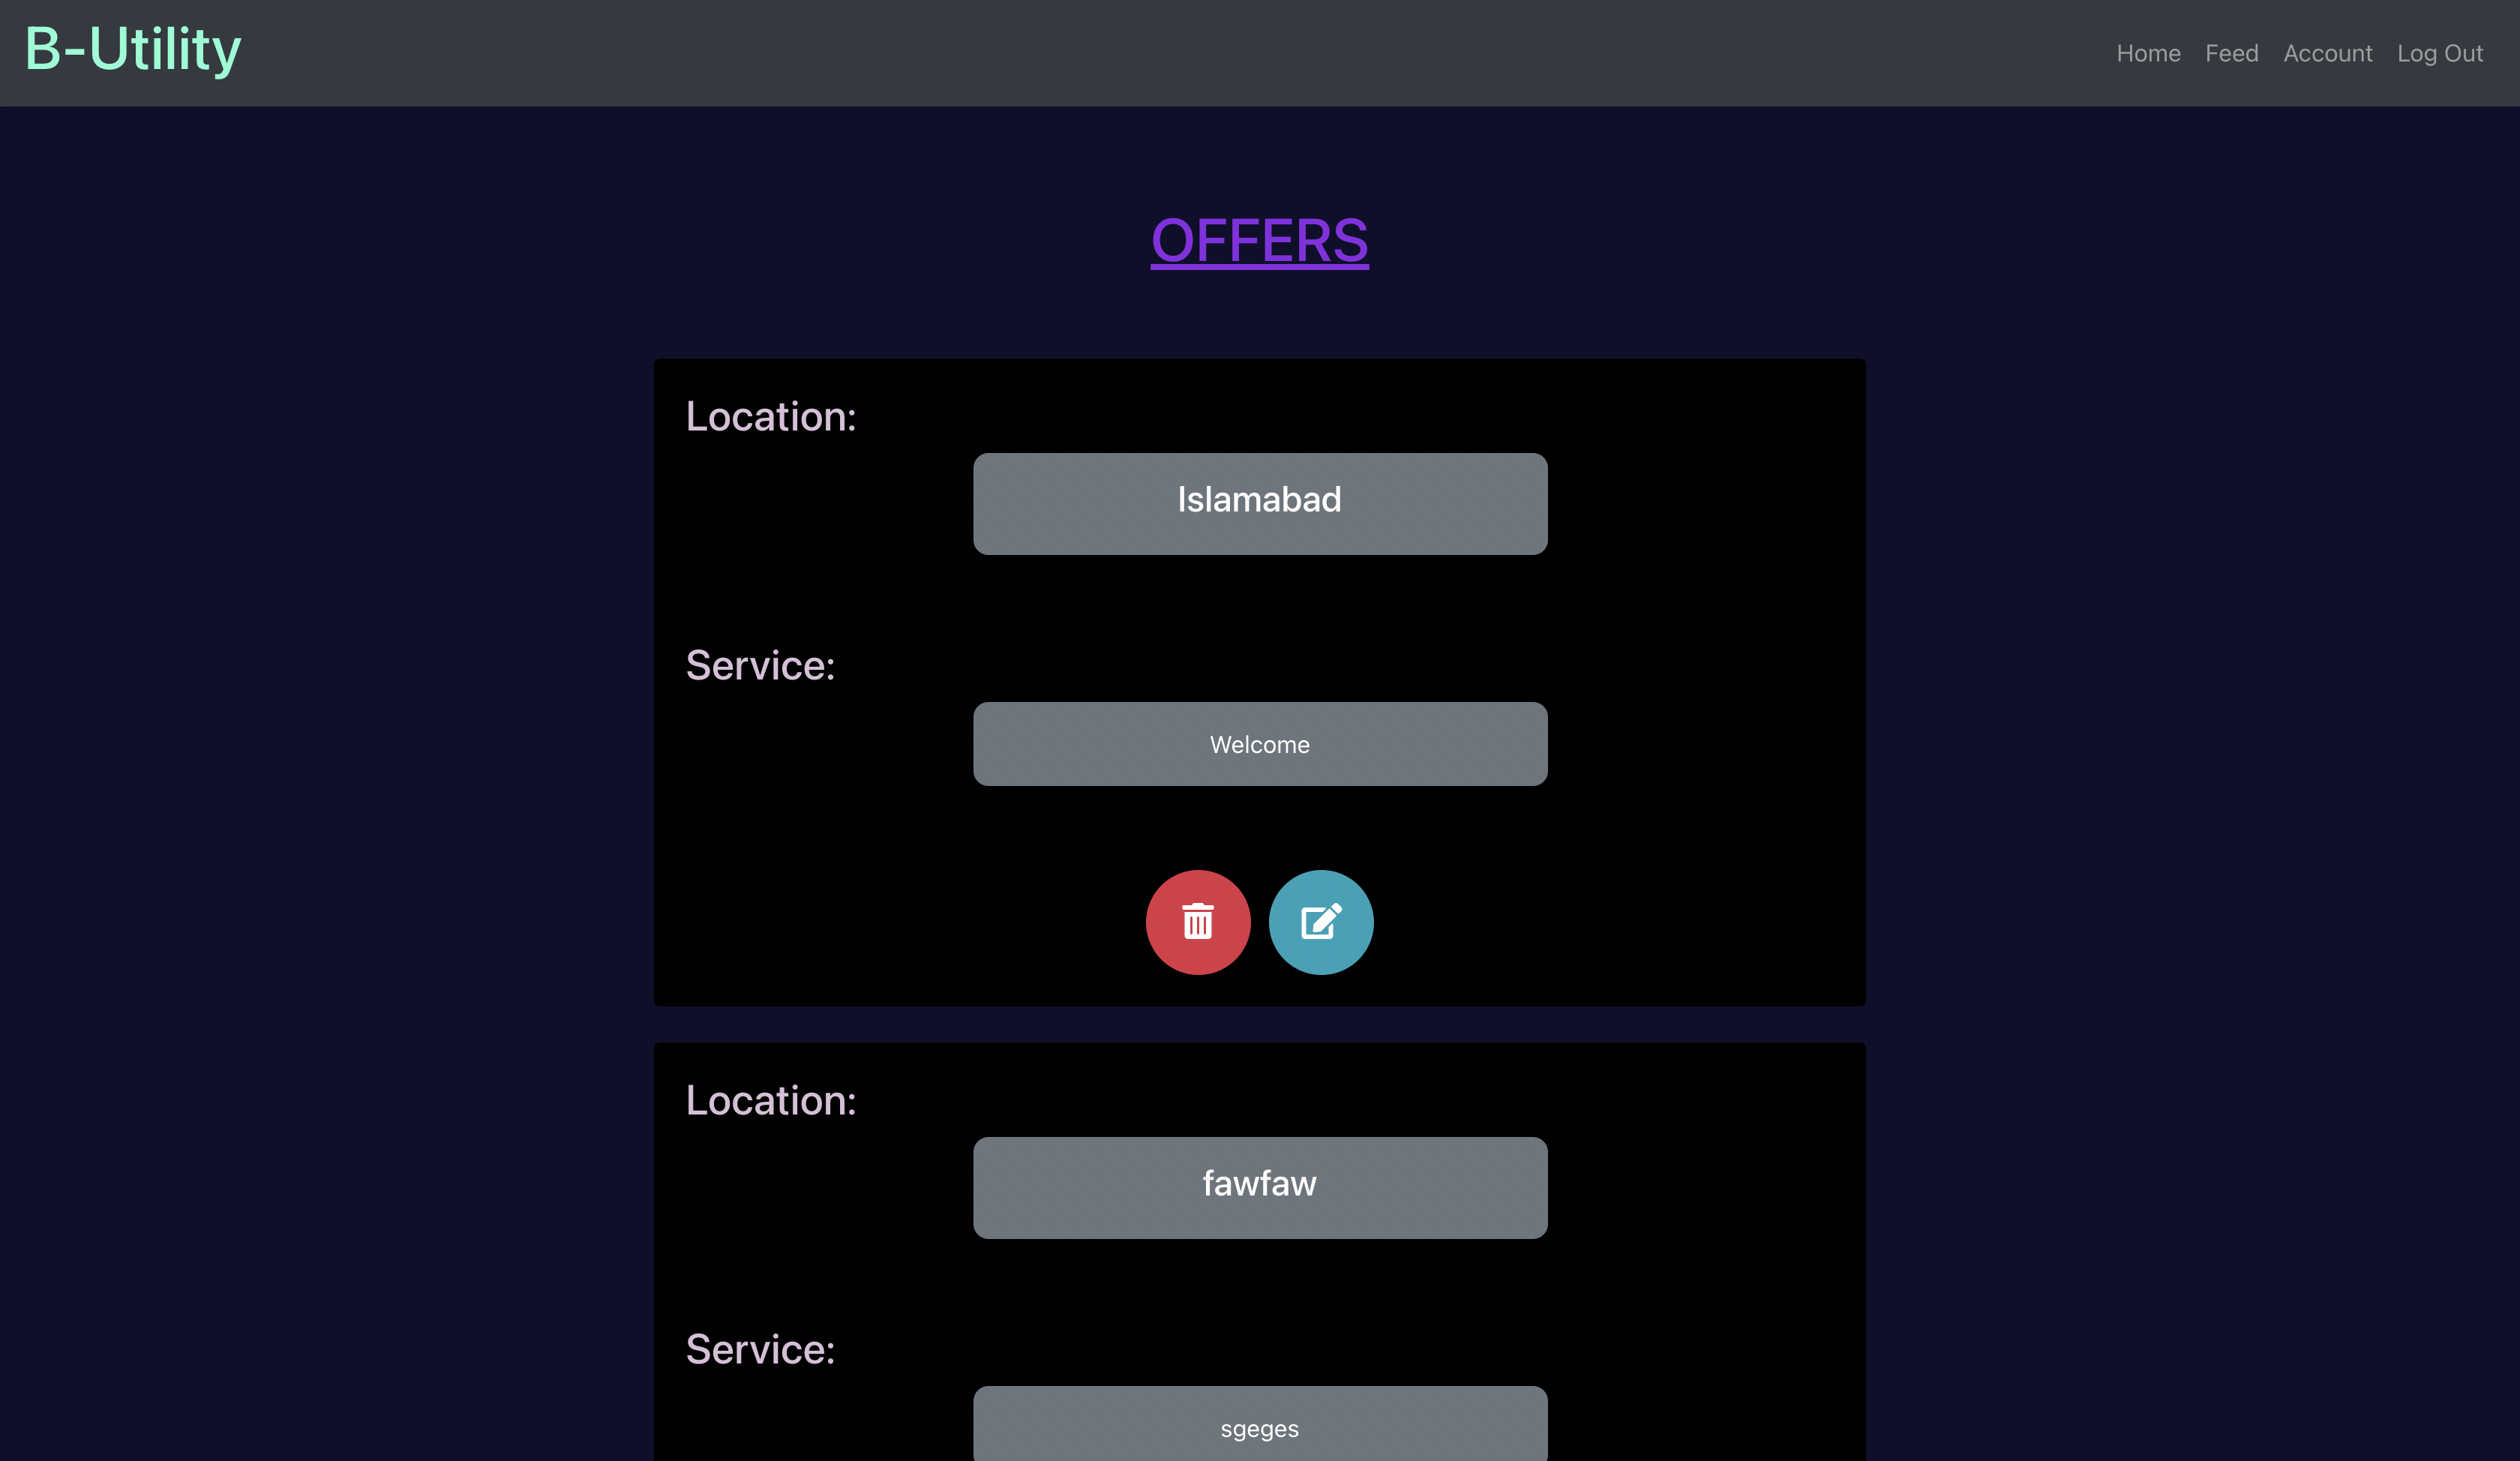 B-Utility
Home Feed Account Log Out
OFFERS
Location:
Islamabad
Service:
Welcome
Location:
fawfaw
Service:
sgeges